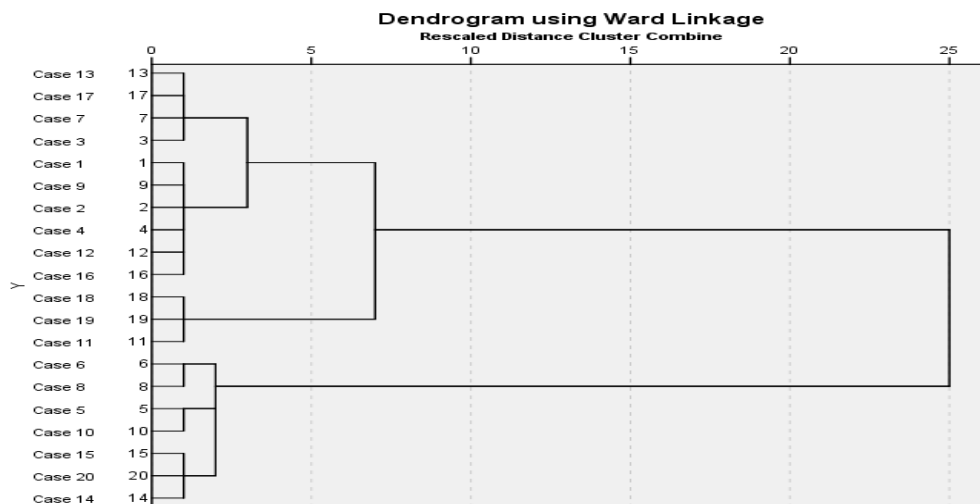 Dendrogram using Ward Linkage
Rescaled Distance Cluster Combine
0 5 10 15 20 25
Case 13 13
Case 17 17
Case 7 7
Case 3 3
Case 1 1
Case 9 9
Case 2 2
Case 4 4
Case 12 12
Case 16 16
Y
Case 18 18
Case 19 19
Case 11 11
Case 6 6
Case 8 8
Case 5 5
Case 10 10
Case 15 15
Case 20 20
Case 14 14